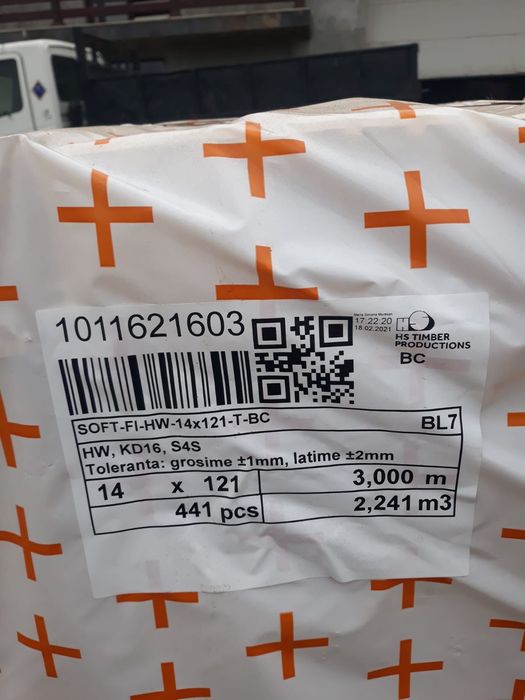 1011621603
17:22:20
18.02.2021
HS TIMBER
PRODUCTIONS
BC
SOFT-FI-HW-14x121-T-BC
BL7
HW, KD16, S4S
Toleranta: grosime ±1mm, latime ±2mm
14 x 121 3,000 m
441 pcs 2,241 m3